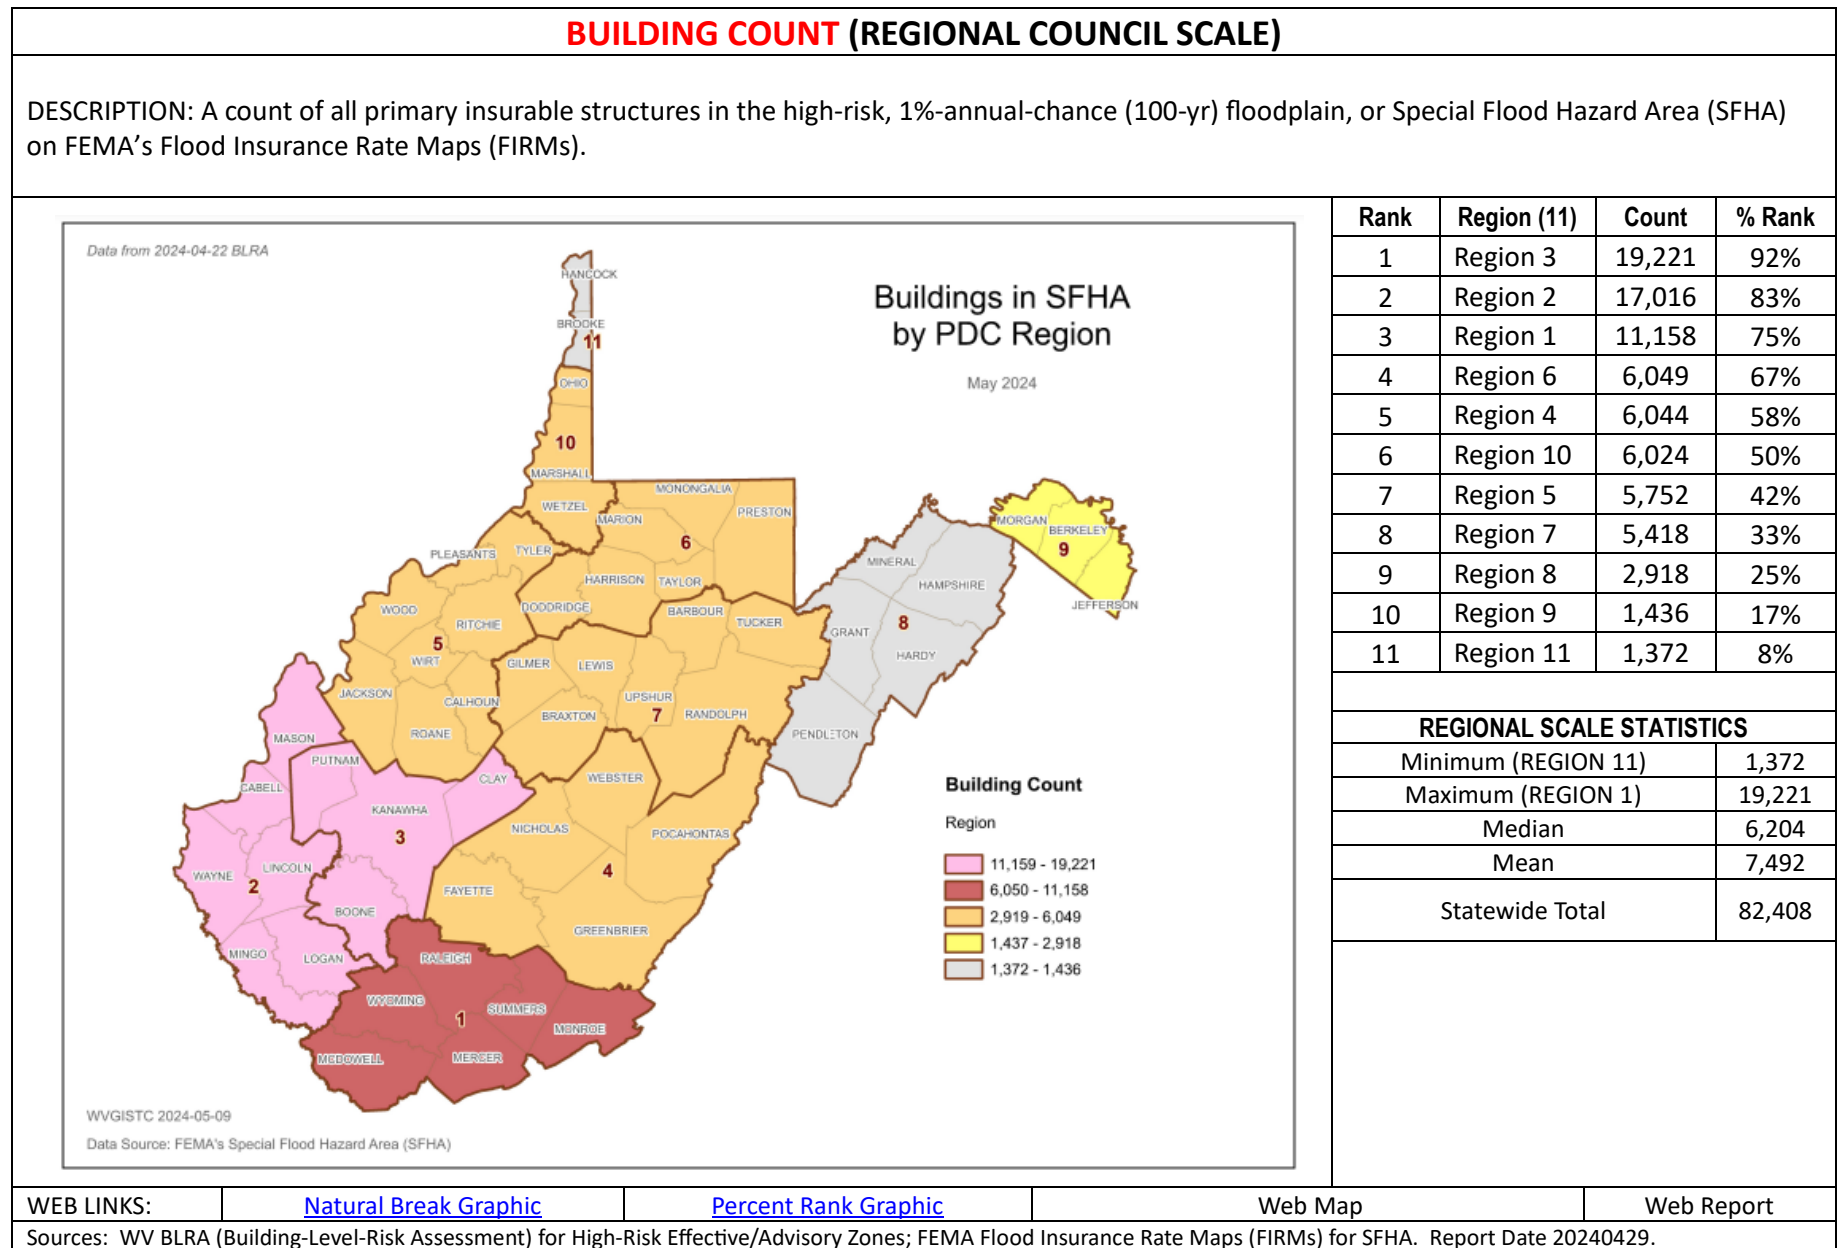 BUILDING COUNT (REGIONAL COUNCIL SCALE)
DESCRIPTION: A count of all primary insurable structures in the high-risk, 1%-annual-chance (100-yr) floodplain, or Special Flood Hazard Area (SFHA)
on FEMA's Flood Insurance Rate Maps (FIRMs).
Data from 2024-04-22 BLRA
Buildings in SFHA
by PDC Region
May 2024
HANCOCK
BROOKE
11
OHIO
10
MARSHALL
WETZEL
MONONGALIA
MARION
PRESTON
6
PLEASANTS
TYLER
HARRISON
TAYLOR
DODDRIDGE
BARBOUR
TUCKER
WOOD
RITCHIE
5
WIRT
GILMER
LEWIS
JACKSON
CALHOUN
UPSHUR
7
BRAXTON
RANDOLPH
ROANE
MORGAN
BERKELEY
9
JEFFERSON
MINERAL
HAMPSHIRE
GRANT
8
HARDY
PENDLETON
MASON
PUTNAM
CLAY
WEBSTER
CABELL
KANAWHA
3
NICHOLAS
POCAHONTAS
WAYNE
LINCOLN
2
4
FAYETTE
BOONE
GREENBRIER
MINGO
LOGAN
RALEIGH
WYOMING
SUMMERS
1
MONROE
MCDOWELL
MERCER
Building Count
Region
11,159 - 19,221
6,050 - 11,158
2,919 - 6,049
1,437 - 2,918
1,372 - 1,436
WVGISTC 2024-05-09
Data Source: FEMA's Special Flood Hazard Area (SFHA)
Rank Region (11) Count % Rank
1 Region 3 19,221 92%
2 Region 2 17,016 83%
3 Region 1 11,158 75%
4 Region 6 6,049 67%
5 Region 4 6,044 58%
6 Region 10 6,024 50%
7 Region 5 5,752 42%
8 Region 7 5,418 33%
9 Region 8 2,918 25%
10 Region 9 1,436 17%
11 Region 11 1,372 8%
REGIONAL SCALE STATISTICS
Minimum (REGION 11) 1,372
Maximum (REGION 1) 19,221
Median 6,204
Mean 7,492
Statewide Total 82,408
WEB LINKS: Natural Break Graphic Percent Rank Graphic Web Map Web Report
Sources: WV BLRA (Building-Level-Risk Assessment) for High-Risk Effective/Advisory Zones; FEMA Flood Insurance Rate Maps (FIRMs) for SFHA. Report Date 20240429.